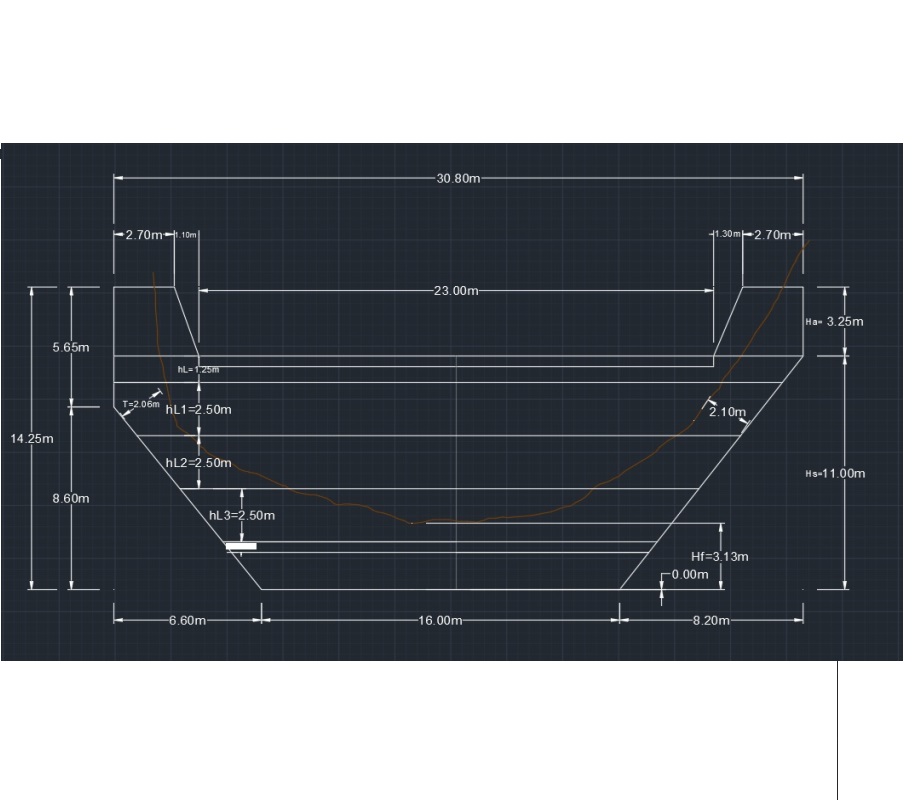 30.80m
2.70m
1.10m
1.30m
2.70m
23.00m
Ha= 3.25m
5.65m
hL=1.25m
T=2.06m
hL1=2.50m
2.10m
14.25m
hL2=2.50m
Hs=11.00m
8.60m
hL3=2.50m
Hf=3.13m
0.00m
6.60m
16.00m
8.20m